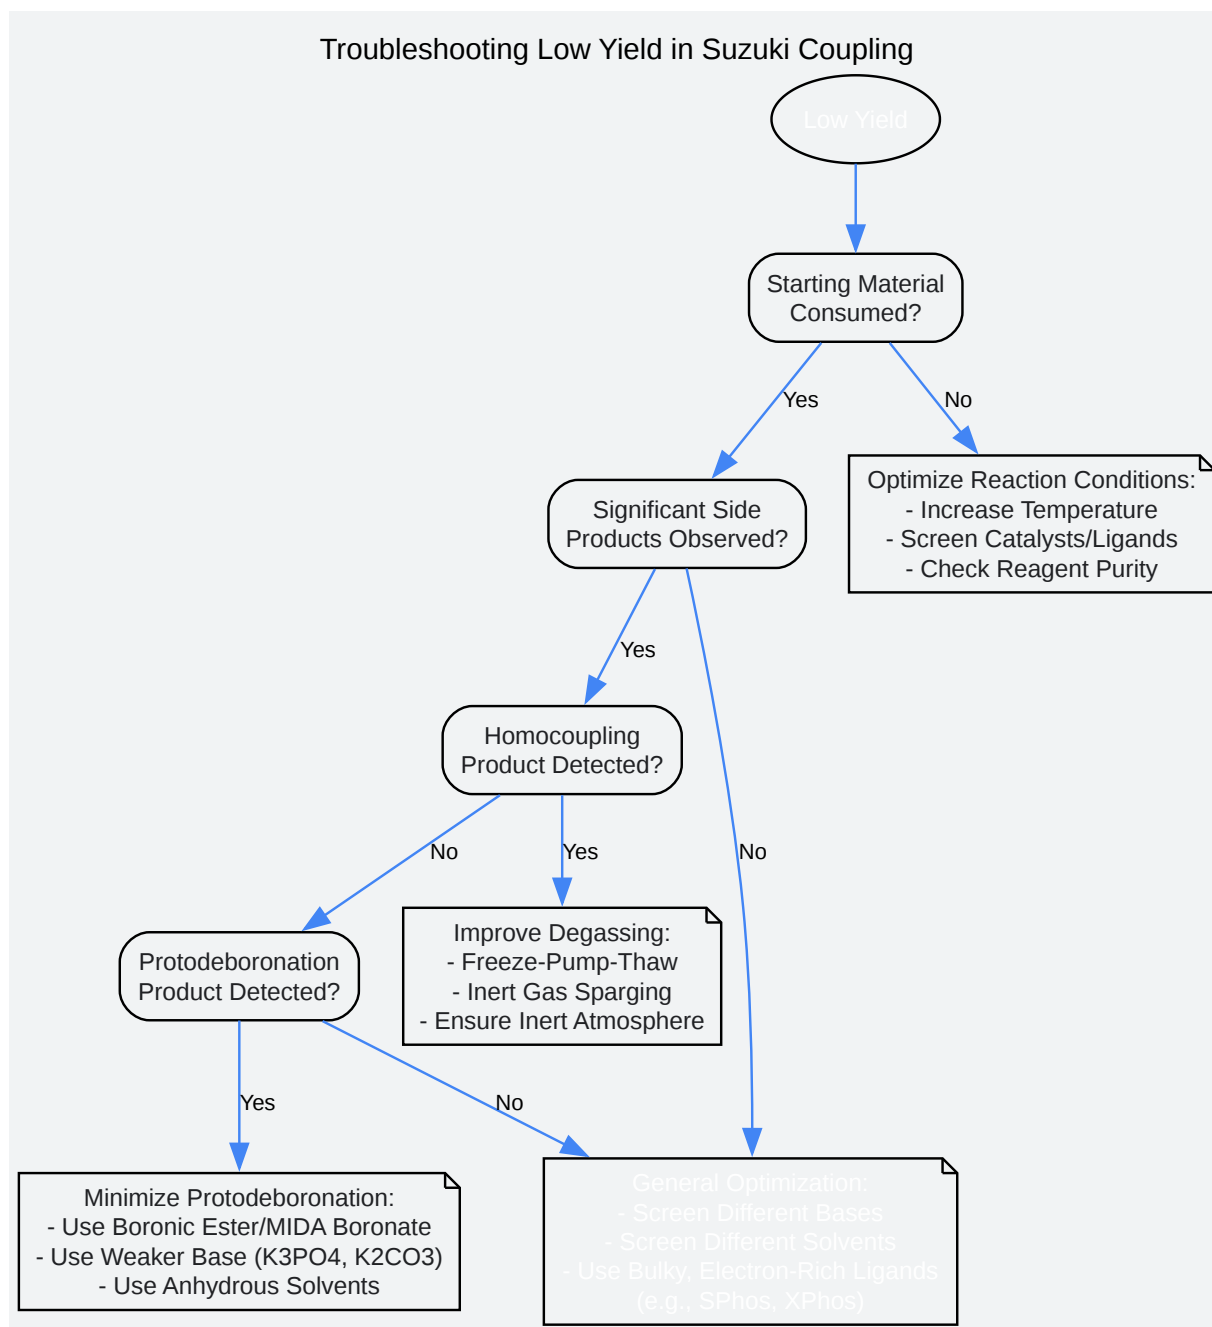 Troubleshooting Low Yield in Suzuki Coupling
Low Yield
Starting Material
Consumed?
Yes
No
Optimize Reaction Conditions:
- Increase Temperature
- Screen Catalysts/Ligands
- Check Reagent Purity
Significant Side
Products Observed?
Yes
No
Homocoupling
Product Detected?
No
Yes
Improve Degassing:
- Freeze-Pump-Thaw
- Inert Gas Sparging
- Ensure Inert Atmosphere
Protodeboronation
Product Detected?
Yes
No
Minimize Protodeboronation:
- Use Boronic Ester/MIDA Boronate
- Use Weaker Base (K3PO4, K2CO3)
- Use Anhydrous Solvents
General Optimization:
- Screen Different Bases
- Screen Different Solvents
- Use Bulky, Electron-Rich Ligands
(e.g., SPhos, XPhos)